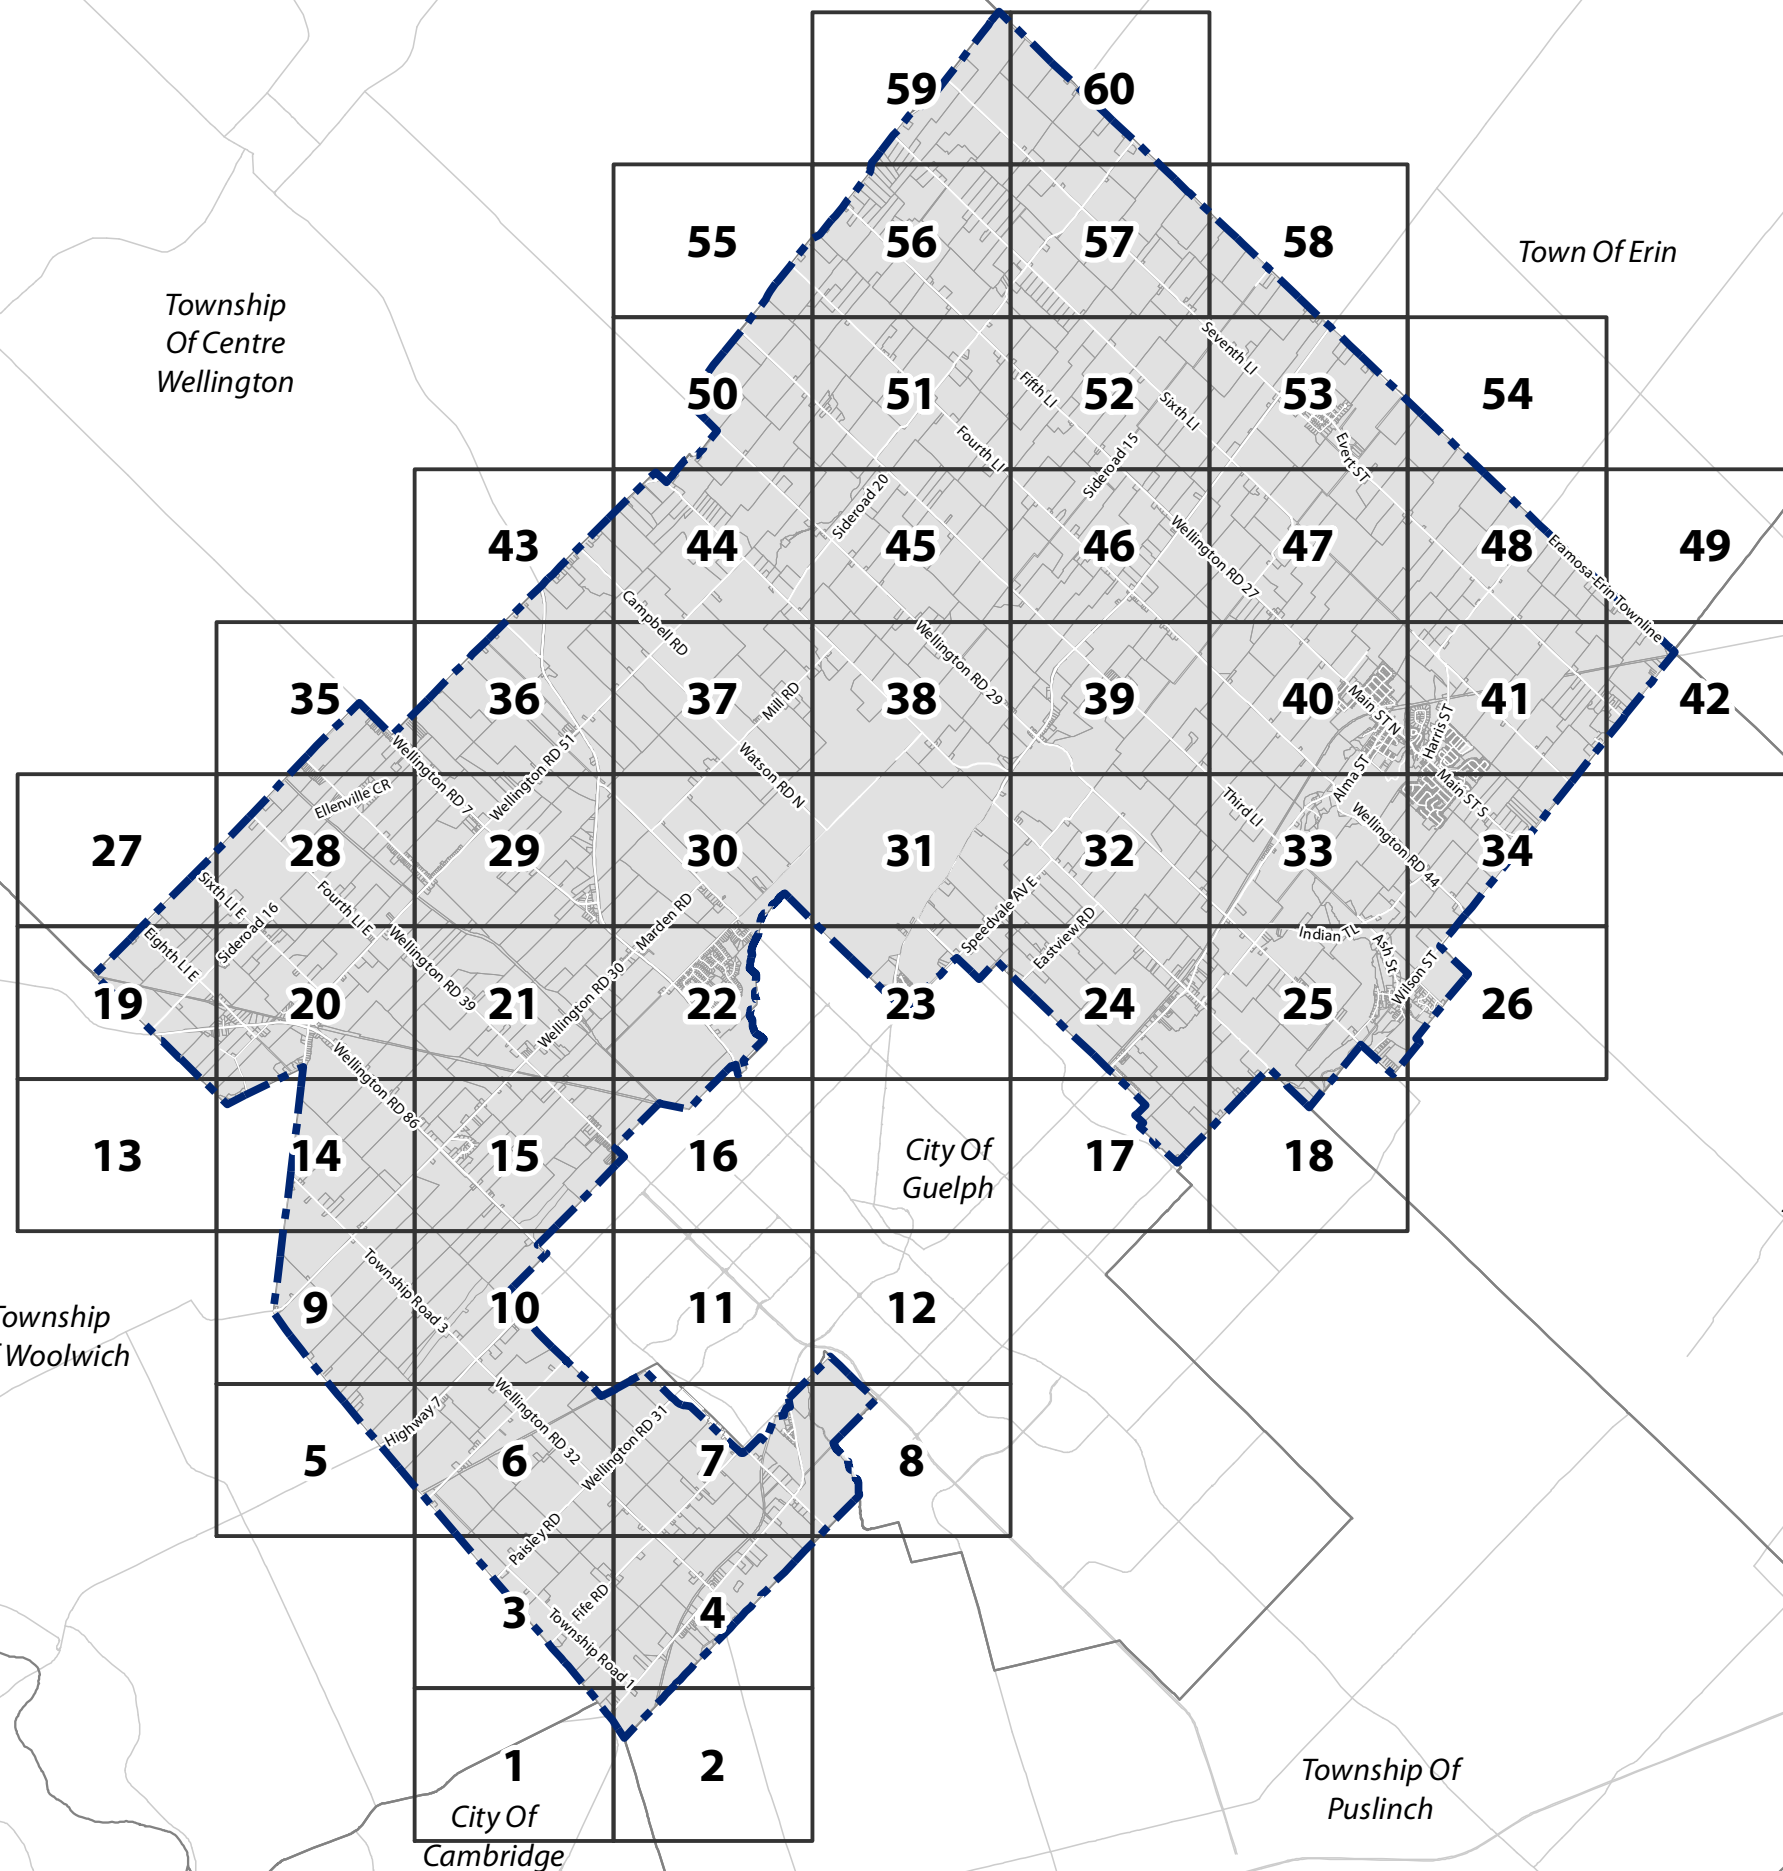 59
60
55
56
57
58
Town Of Erin
Township
Of Centre
Wellington
Seventh LI
50
51
Fifth LI
52
Sixth LI
53
54
Fourth LI
Sideroad 15
Evert ST
43
44
Sideroad 20
45
46
Wellington RD 27
47
48
Eramosa-Erin Townline
49
Campbell RD
Wellington RD 29
35
36
37
Mill RD
38
39
40
Main ST N
Harris ST
41
42
Wellington RD 7
Wellington RD 51
Watson RD N
Ellenville CR
Third LI
Alma ST
Main ST S
Wellington RD 44
27
28
29
30
31
32
33
34
Sixth LI E
Sideroad 16
Fourth LI E
Marden RD
Speedvale AV E
Eastview RD
Indian TL
Ash St
Wilson ST
Eighth LI E
Wellington RD 39
Wellington RD 30
19
20
21
22
23
24
25
26
Wellington RD 86
13
14
15
16
City Of
Guelph
17
18
Township Road 3
9
10
11
12
ownship
Woolwich
Highway 7
Wellington RD 32
Wellington RD 31
5
6
7
8
Paisley RD
Fife RD
Township Road 1
3
4
1
2
City Of
Cambridge
Township Of
Puslinch